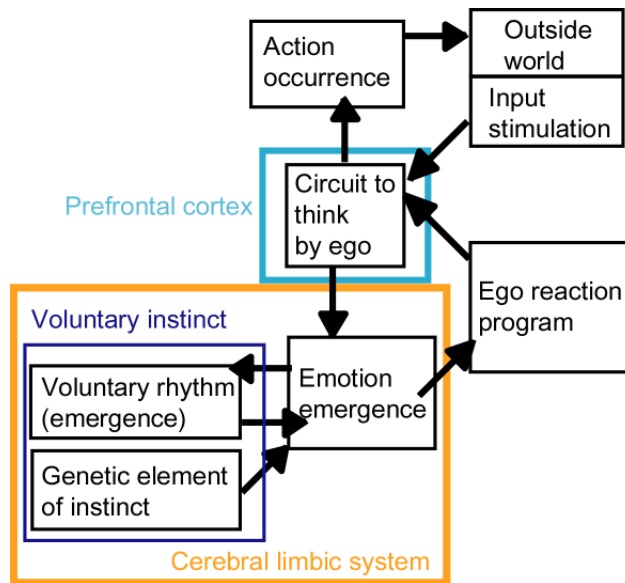 Action
occurrence
Outside
world
Input
stimulation
Prefrontal cortex
Circuit to
think
by ego
Ego reaction
program
Voluntary instinct
Voluntary rhythm
(emergence)
Emotion
emergence
Genetic element
of instinct
Cerebral limbic system